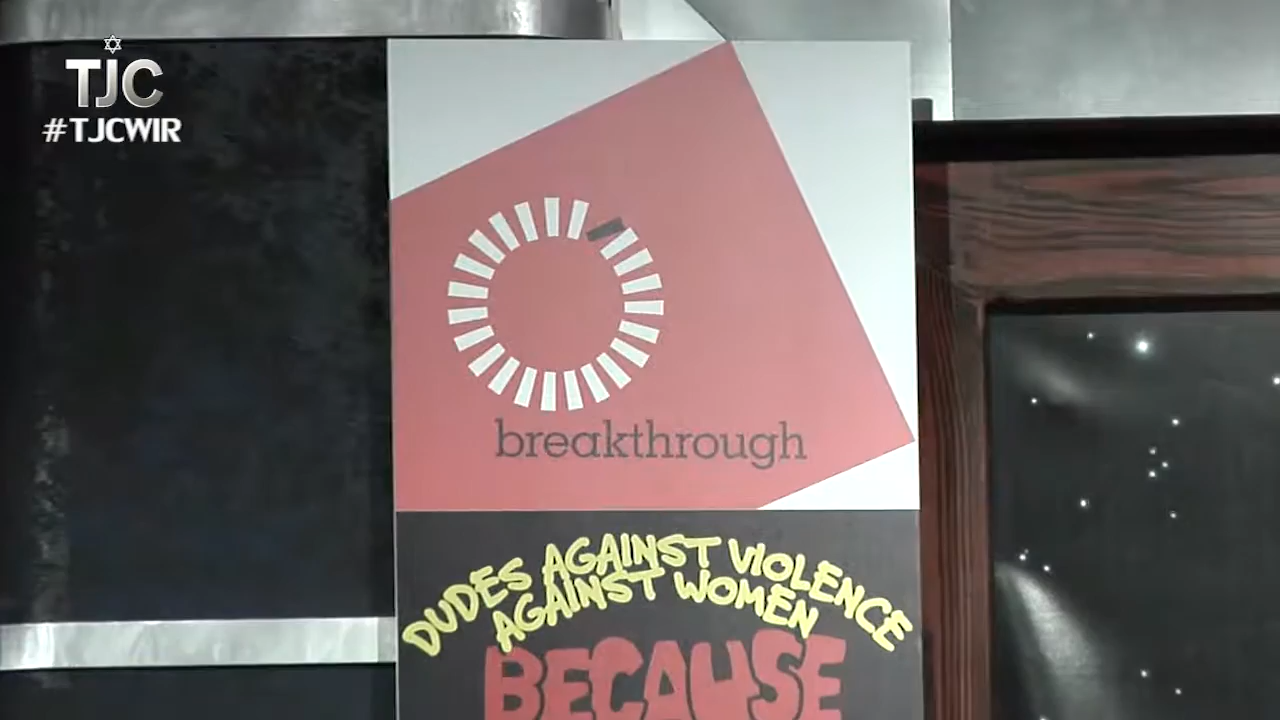 TJC
#TJCWIR
breakthrough
DUDES AGAINST VIOLENCE
AGAINST WOMEN
BECAUSE